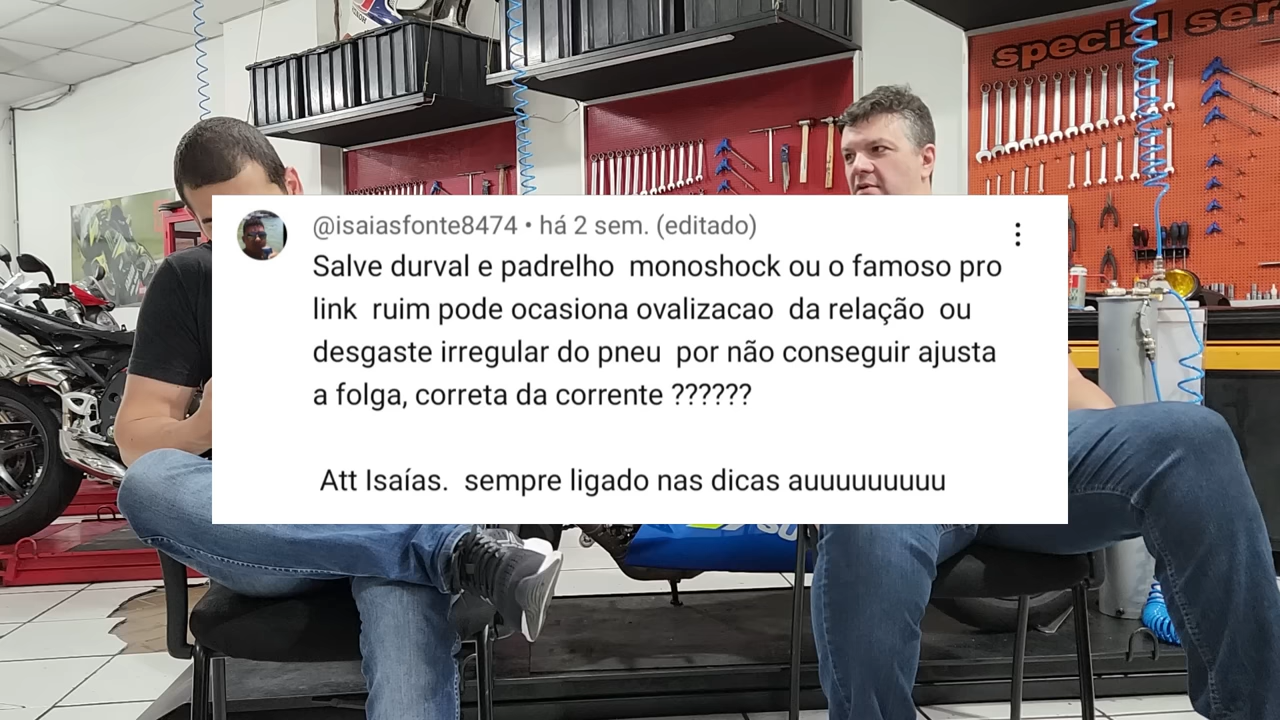 special ser
@isaiasfonte8474 • há 2 sem. (editado)
Salve durval e padrelho monoshock ou o famoso pro
link ruim pode ocasiona ovalizacao da relação ou
desgaste irregular do pneu por não conseguir ajusta
a folga, correta da corrente ??????
Att Isaías. sempre ligado nas dicas auuuuuuuuu